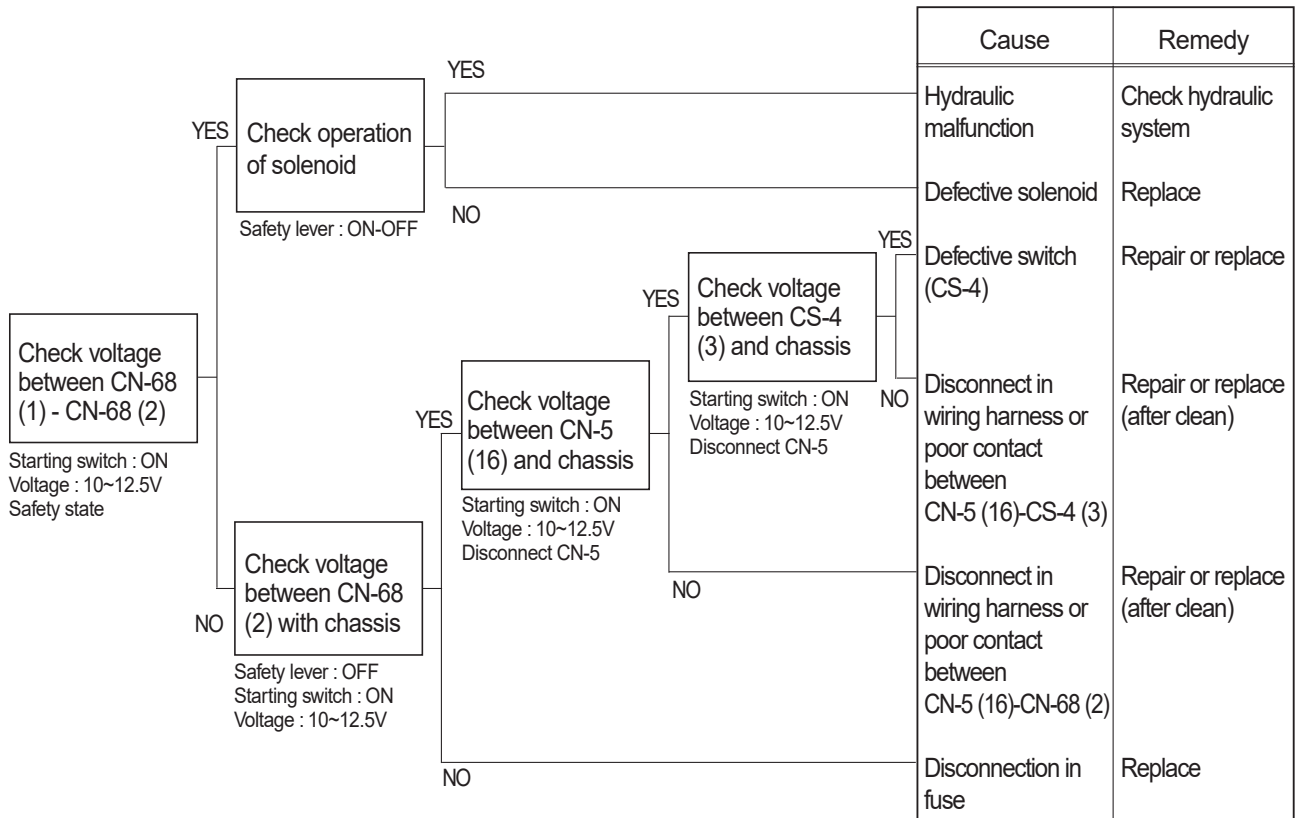 Cause
Remedy
YES
Hydraulic
malfunction
Check hydraulic
system
YES
Check operation
of solenoid
NO
Safety lever : ON-OFF
Defective solenoid
Replace
YES
Defective switch
(CS-4)
Repair or replace
YES
Check voltage
between CS-4
(3) and chassis
Starting switch : ON
Voltage : 10~12.5V
Disconnect CN-5
NO
Disconnect in
wiring harness or
poor contact
between
CN-5 (16)-CS-4 (3)
Repair or replace
(after clean)
Check voltage
between CN-68
(1) - CN-68 (2)
Starting switch : ON
Voltage : 10~12.5V
Safety state
YES
Check voltage
between CN-5
(16) and chassis
Starting switch : ON
Voltage : 10~12.5V
Disconnect CN-5
NO
Disconnect in
wiring harness or
poor contact
between
CN-5 (16)-CN-68 (2)
Repair or replace
(after clean)
NO
Check voltage
between CN-68
(2) with chassis
Safety lever : OFF
Starting switch : ON
Voltage : 10~12.5V
NO
Disconnection in
fuse
Replace